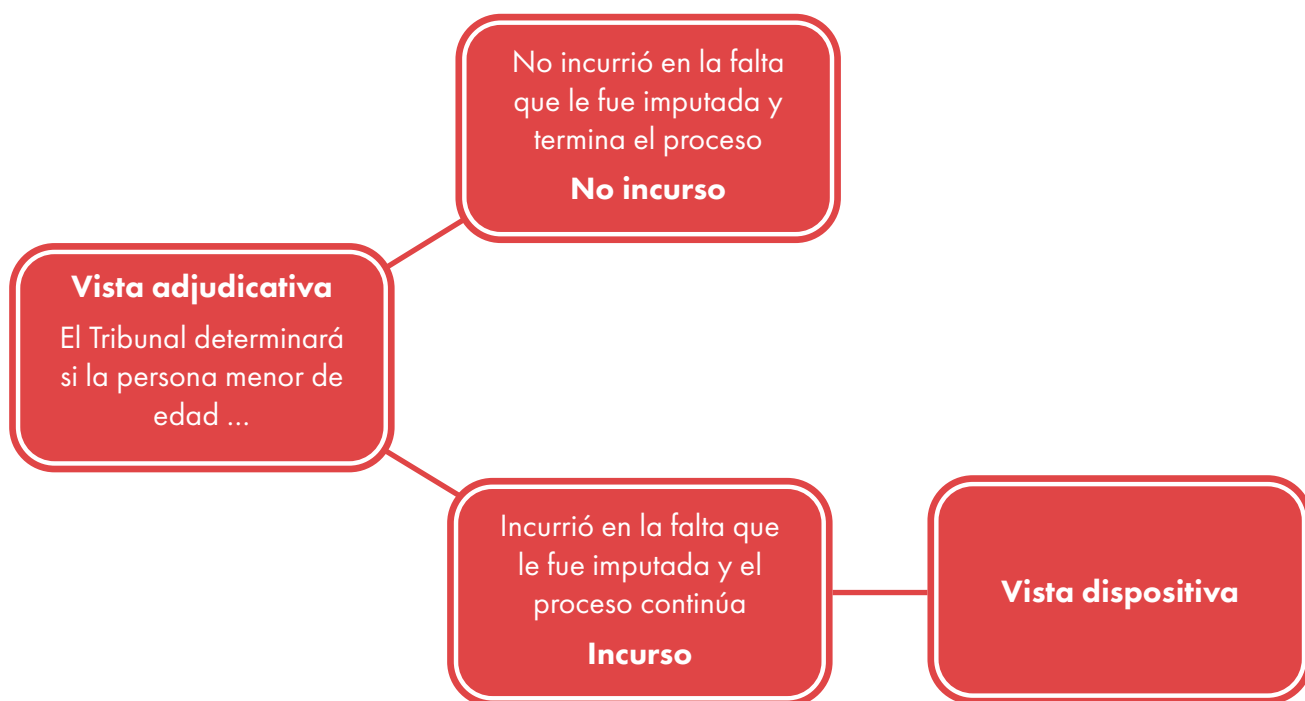 No incurrió en la falta
que le fue imputada y
termina el proceso
No incurso
Vista adjudicativa
El Tribunal determinará
si la persona menor de
edad ...
Incurrió en la falta que
le fue imputada y el
proceso continúa
Incurso
Vista dispositiva